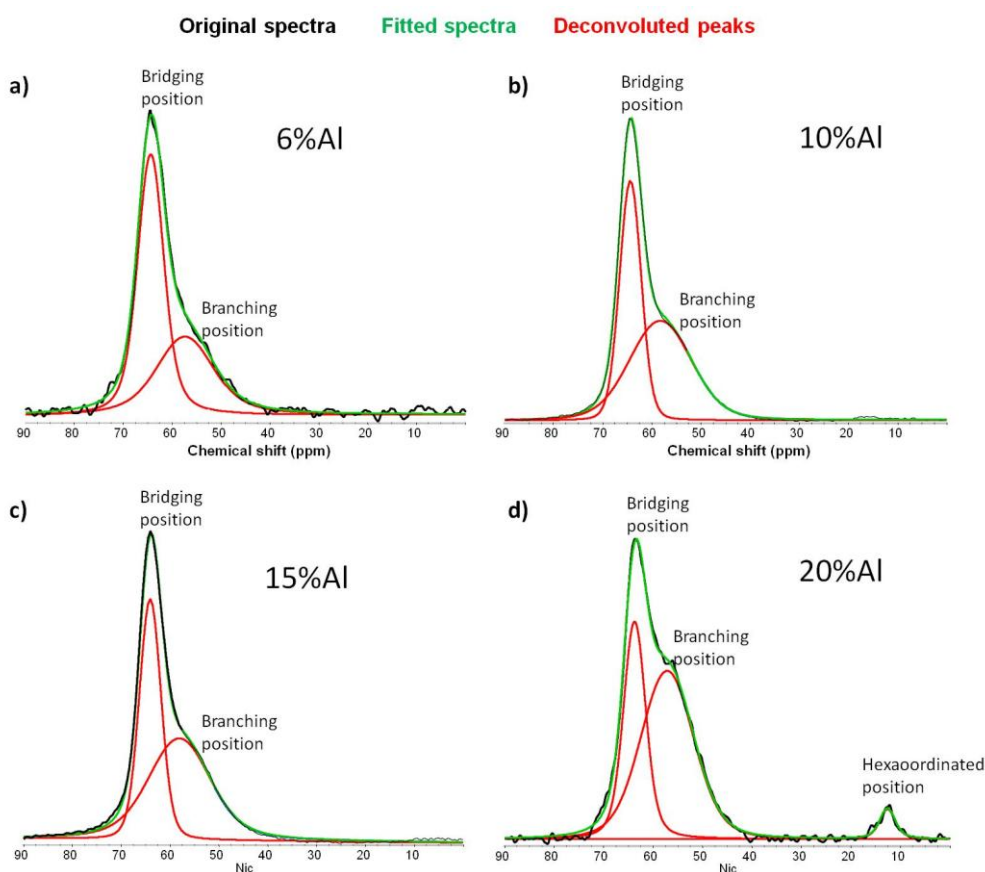 Original spectra Fitted spectra Deconvoluted peaks
a)
Bridging
position
6%Al
Branching
position
90 80 70 60 50 40 30 20 10
Chemical shift (ppm)
b)
Bridging
position
10%Al
Branching
position
90 80 70 60 50 40 30 20 10
Chemical shift (ppm)
c)
Bridging
position
15%Al
Branching
position
90 80 70 60 50 40 30 20 10
Nic
d)
Bridging
position
20%Al
Branching
position
Hexaoordinated
position
90 80 70 60 50 40 30 20 10
Nic